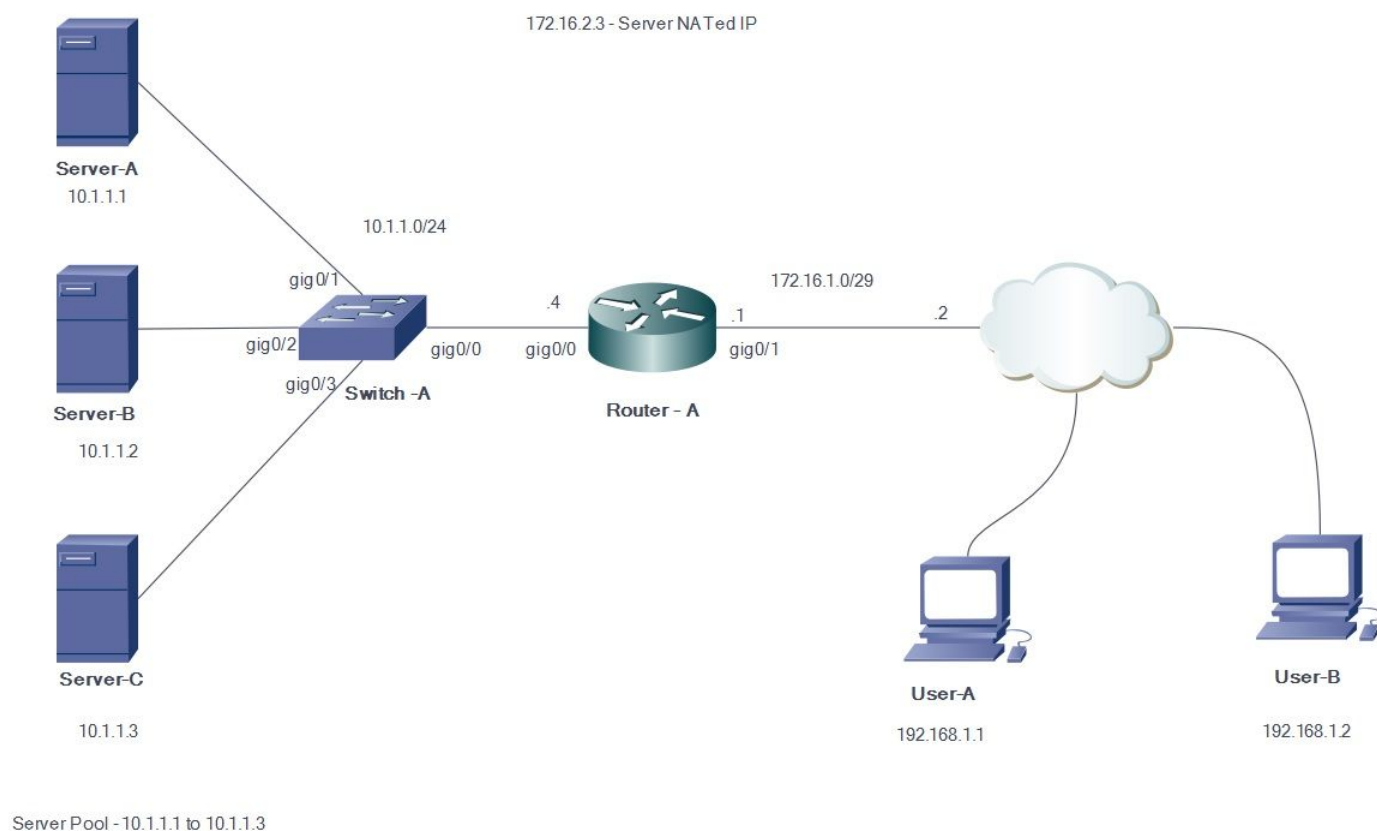 172.16.2.3 - Server NATed IP
Server-A
10.1.1.1
10.1.1.0/24
gig0/1
172.16.1.0/29
.4
.1
.2
gig0/2
gig0/0
gig0/0
gig0/1
gig0/3
Switch -A
Router - A
Server-B
10.1.1.2
Server-C
10.1.1.3
User-A
192.168.1.1
User-B
192.168.1.2
Server Pool - 10.1.1.1 to 10.1.1.3